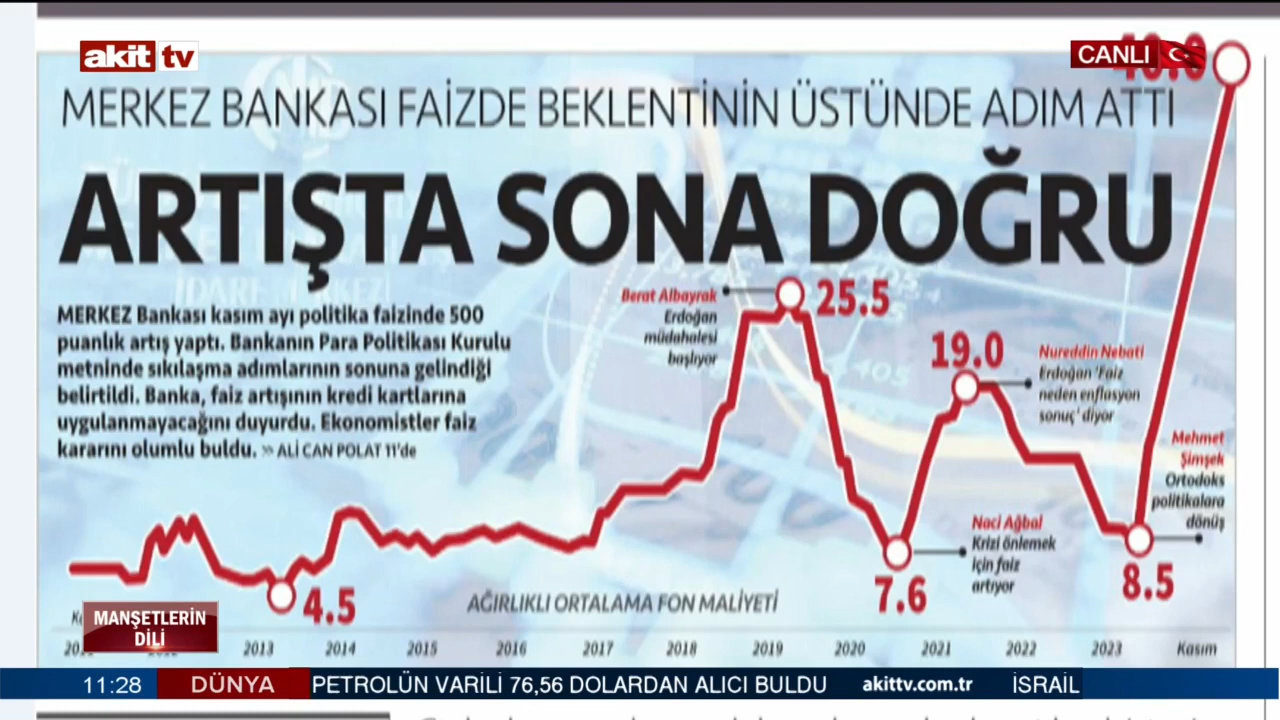 akit tv
CANLI
40.0
MERKEZ BANKASI FAİZDE BEKLENTİNİN ÜSTÜNDE ADIM ATTI
ARTIŞTA SONA DOĞRU
MERKEZ Bankası kasım ayı politika faizinde 500
puanlık artış yaptı. Bankanın Para Politikası Kurulu
metninde sıkılaşma adımlarının sonuna gelindiği
belirtildi. Banka, faiz artışının kredi kartlarına
uygulanmayacağını duyurdu. Ekonomistler faiz
kararını olumlu buldu. » ALİ CAN POLAT 11'de
Berat Albayrak
Erdoğan
müdahalesi
başlıyor
25.5
19.0
Nureddin Nebati
Erdoğan 'Faiz
neden enflasyon
sonuç' diyor
Mehmet
Şimşek
Ortodoks
politikalara
dönüş
Naci Ağbal
Krizi önlemek
için faiz
artıyor
4.5
AĞIRLIKLI ORTALAMA FON MALİYETİ
7.6
8.5
MANŞETLERİN
DİLİ
2013 2014 2015 2016 2017 2018 2019 2020 2021 2022 2023 Kasım
11:28 DÜNYA PETROLÜN VARİLİ 76,56 DOLARDAN ALICI BULDU akittv.com.tr İSRAİL